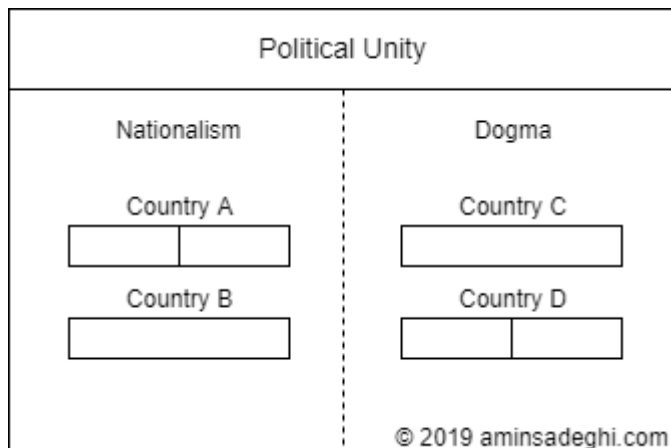 Political Unity
Nationalism
Country A
Country B
Dogma
Country C
Country D
© 2019 aminsadeghi.com